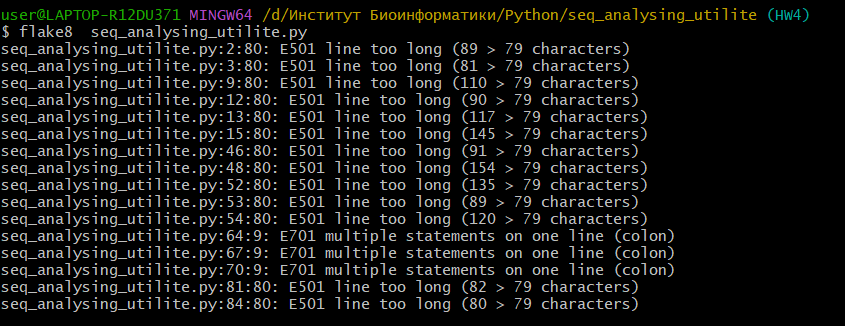 user@LAPTOP-R12DU371 MINGW64 /d/Институт Биоинформатики/Python/seq_analysing_utilite (HW4)
$ flake8  seq_analysing_utilite.py
seq_analysing_utilite.py:2:80: E501 line too long (89 > 79 characters)
seq_analysing_utilite.py:3:80: E501 line too long (81 > 79 characters)
seq_analysing_utilite.py:9:80: E501 line too long (110 > 79 characters)
seq_analysing_utilite.py:12:80: E501 line too long (90 > 79 characters)
seq_analysing_utilite.py:13:80: E501 line too long (117 > 79 characters)
seq_analysing_utilite.py:15:80: E501 line too long (145 > 79 characters)
seq_analysing_utilite.py:46:80: E501 line too long (91 > 79 characters)
seq_analysing_utilite.py:48:80: E501 line too long (154 > 79 characters)
seq_analysing_utilite.py:52:80: E501 line too long (135 > 79 characters)
seq_analysing_utilite.py:53:80: E501 line too long (89 > 79 characters)
seq_analysing_utilite.py:54:80: E501 line too long (120 > 79 characters)
seq_analysing_utilite.py:64:9: E701 multiple statements on one line (colon)
seq_analysing_utilite.py:67:9: E701 multiple statements on one line (colon)
seq_analysing_utilite.py:70:9: E701 multiple statements on one line (colon)
seq_analysing_utilite.py:81:80: E501 line too long (82 > 79 characters)
seq_analysing_utilite.py:84:80: E501 line too long (80 > 79 characters)